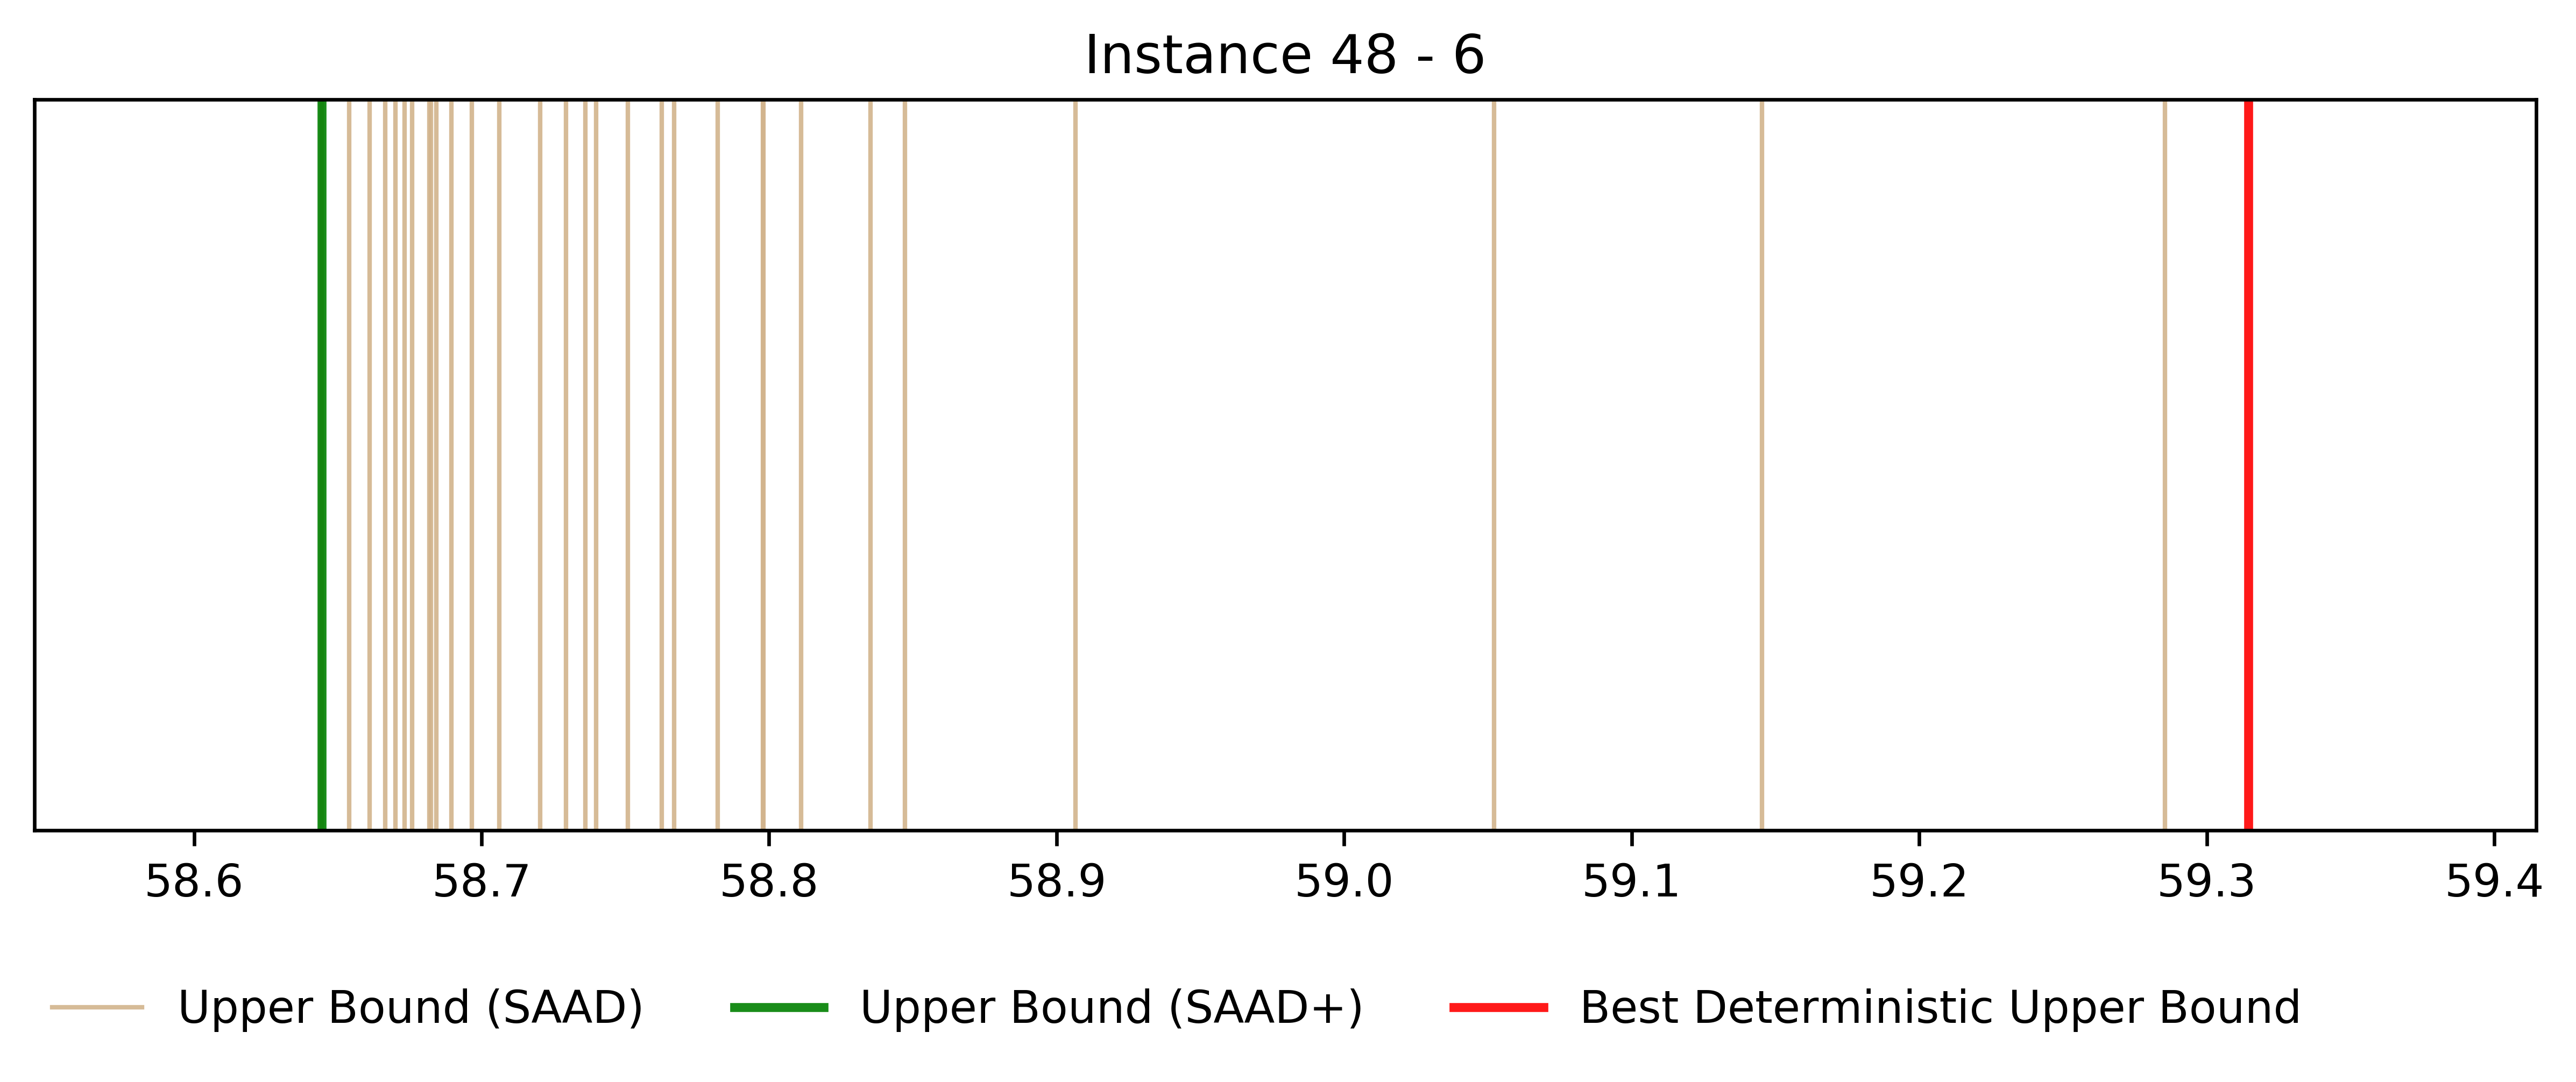 Instance 48 - 6
58.6 58.7 58.8 58.9 59.0 59.1 59.2 59.3 59.4
Upper Bound (SAAD) Upper Bound (SAAD+) Best Deterministic Upper Bound